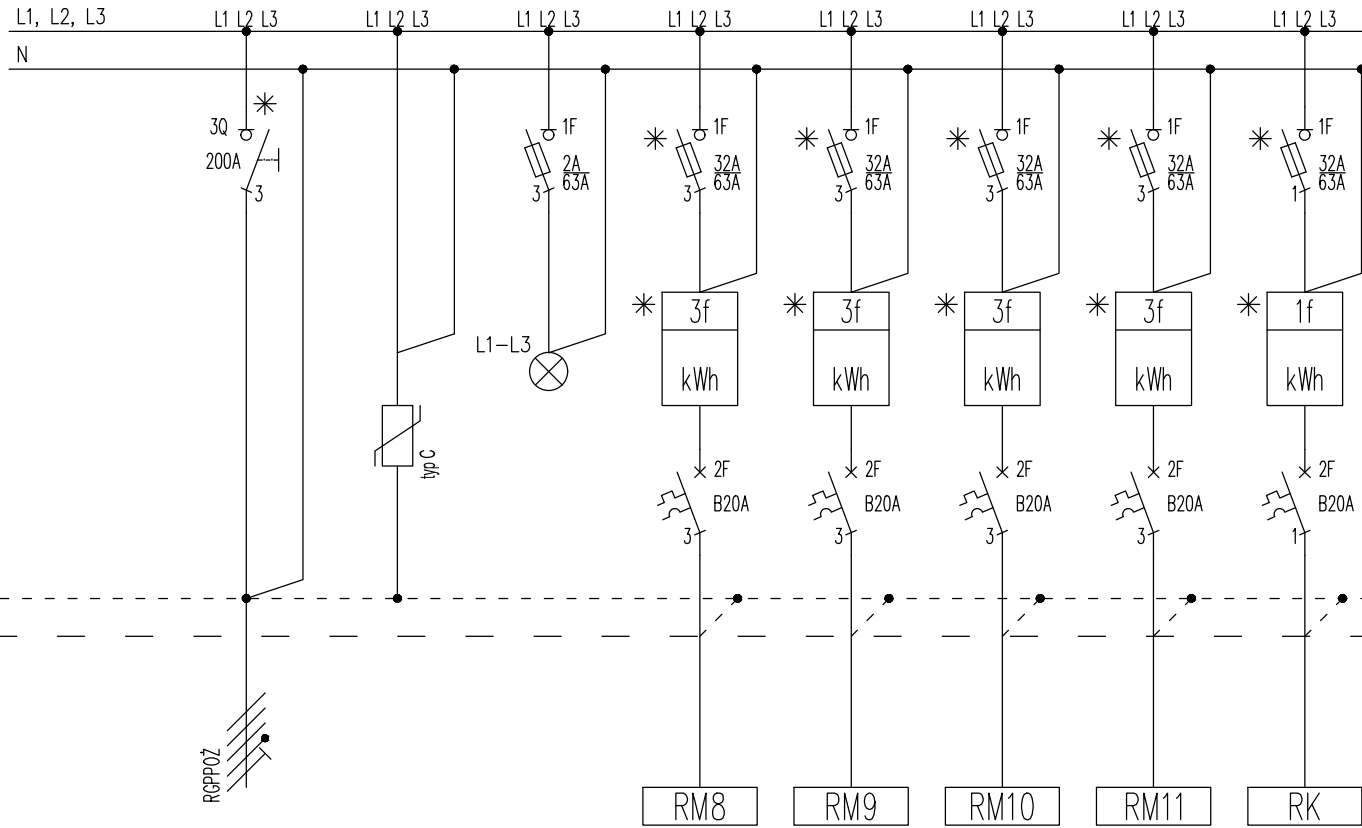 L1, L2, L3
L1 L2 L3 L1 L2 L3 L1 L2 L3 L1 L2 L3 L1 L2 L3 L1 L2 L3 L1 L2 L3 L1 L2 L3
N
3Q 1F 1F 1F 1F 1F 1F
200A 2A 32A 32A 32A 32A 32A
63A 63A 63A 63A 63A 63A
3 3 3 3 3 3 1
3f 3f 3f 3f 1f
L1-L3
kWh kWh kWh kWh kWh
typ C
2F 2F 2F 2F 2F
B20A B20A B20A B20A B20A
3 3 3 3 1
RGPPOŻ
RM8 RM9 RM10 RM11 RK